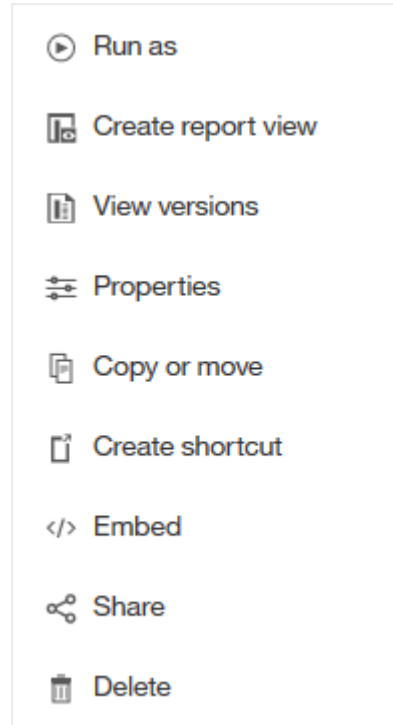 Run as
Create report view
View versions
Properties
Copy or move
Create shortcut
Embed
Share
Delete